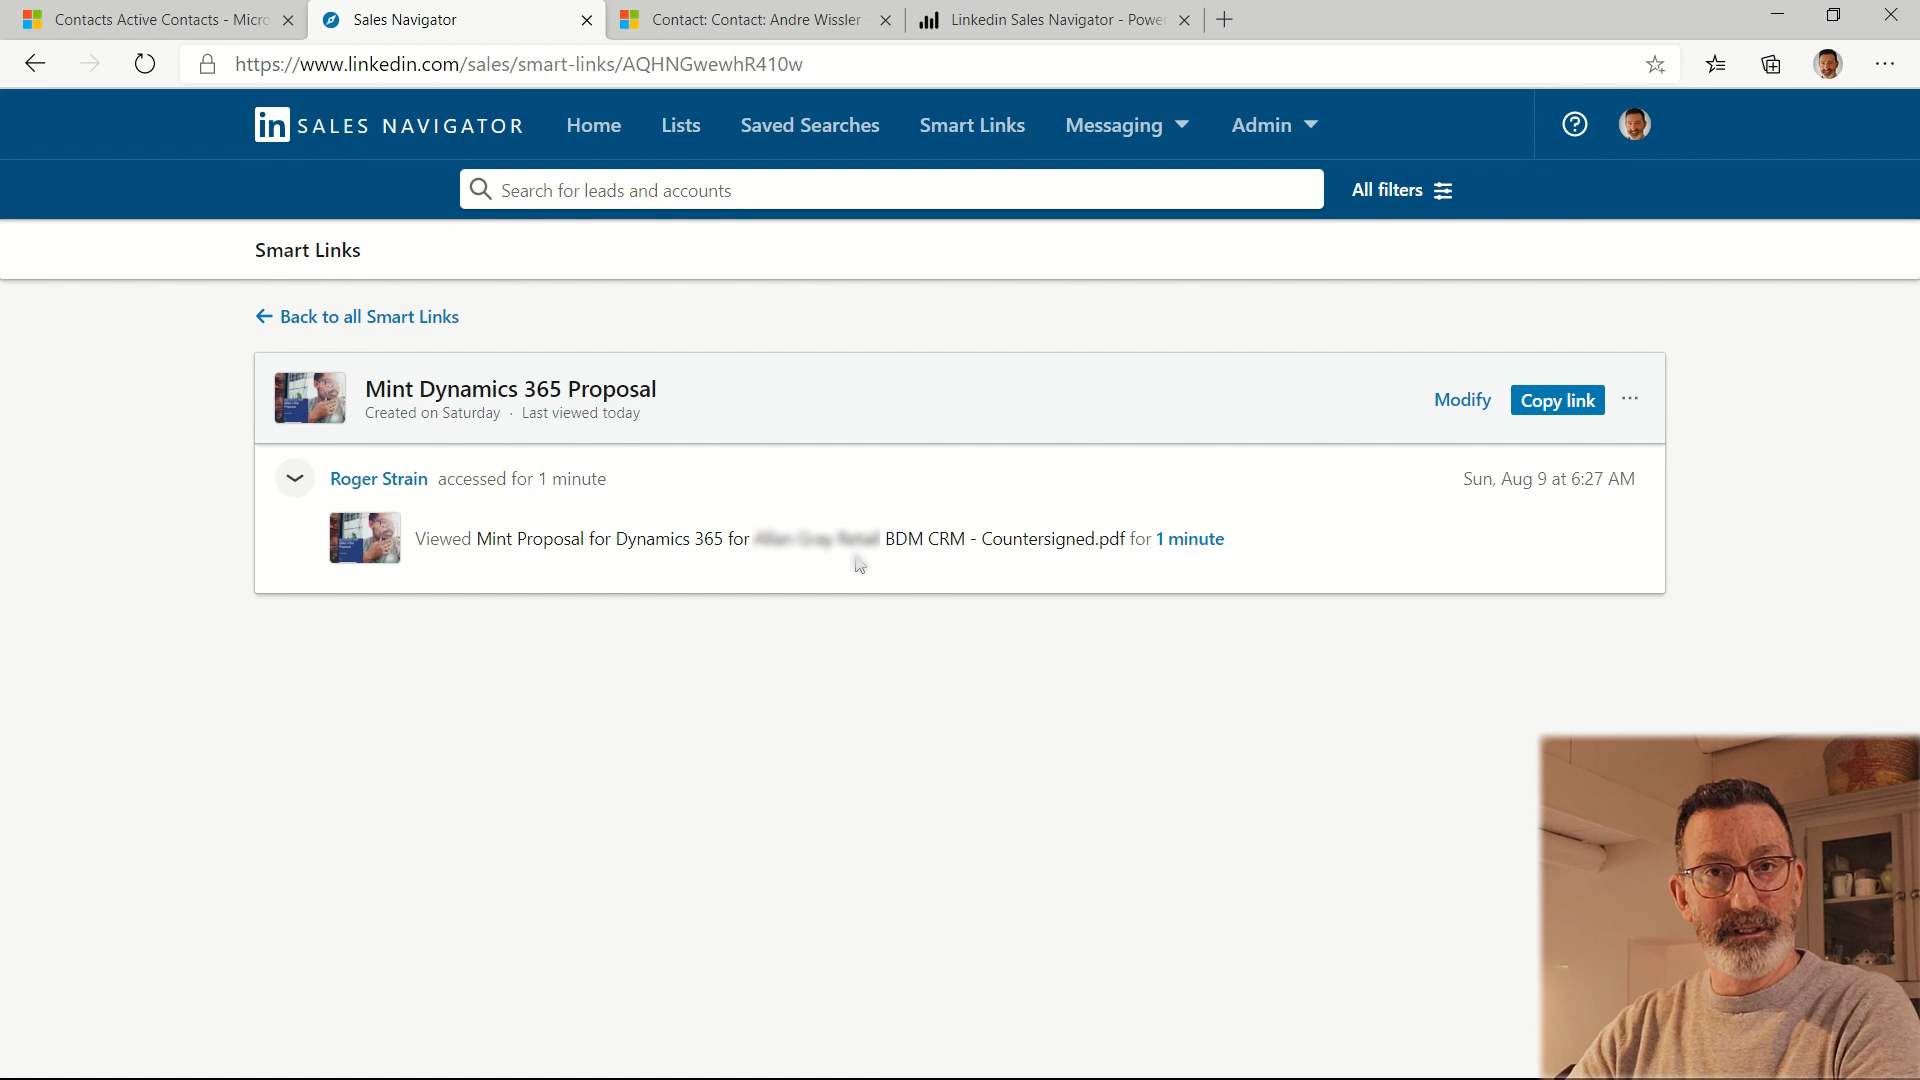 Contacts Active Contacts - Micro
Sales Navigator
Contact: Contact: Andre Wissler
Linkedin Sales Navigator - Power
https://www.linkedin.com/sales/smart-links/AQHNGwewhR410w
in SALES NAVIGATOR
Home
Lists
Saved Searches
Smart Links
Messaging
Admin
Search for leads and accounts
All filters
Smart Links
← Back to all Smart Links
Mint Dynamics 365 Proposal
Created on Saturday · Last viewed today
Modify
Copy link
Roger Strain accessed for 1 minute
Sun, Aug 9 at 6:27 AM
Viewed Mint Proposal for Dynamics 365 for BDM CRM - Countersigned.pdf for 1 minute